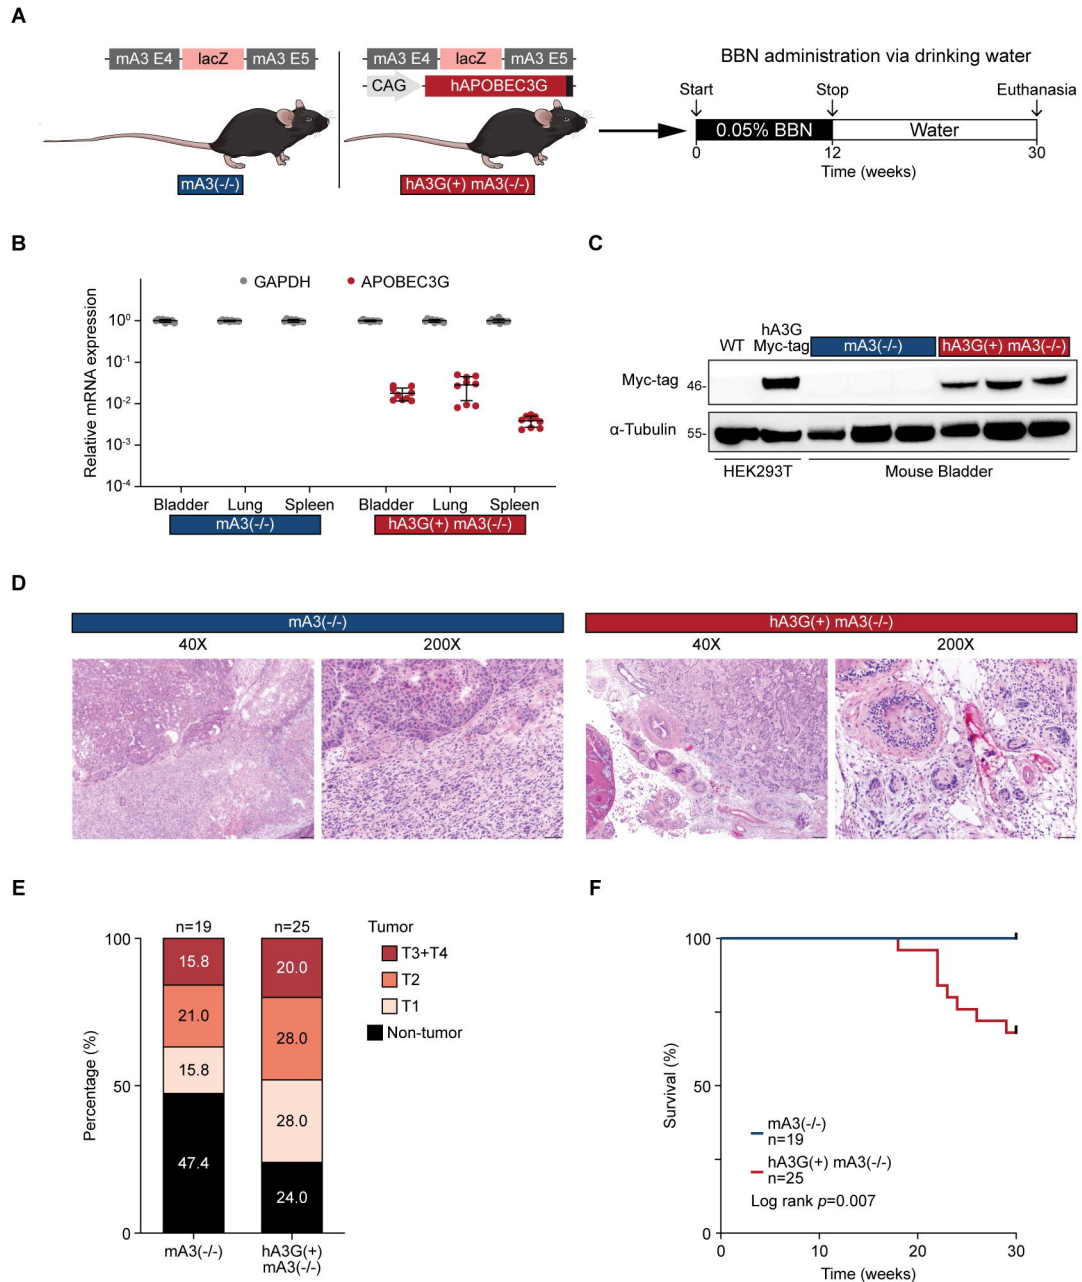 A
mA3 E4 lacZ mA3 E5
mA3(-/-)
mA3 E4 lacZ mA3 E5
CAG hAPOBEC3G
hA3G(+) mA3(-/-)
BBN administration via drinking water
Start Stop Euthanasia
0.05% BBN Water
0 12 30
Time (weeks)
B
GAPDH APOBEC3G
Relative mRNA expression
10⁰
10⁻¹
10⁻²
10⁻³
10⁻⁴
Bladder Lung Spleen Bladder Lung Spleen
mA3(-/-) hA3G(+) mA3(-/-)
C
hA3G
WT Myc-tag mA3(-/-) hA3G(+) mA3(-/-)
Myc-tag 46-
α-Tubulin 55-
HEK293T Mouse Bladder
D
mA3(-/-) hA3G(+) mA3(-/-)
40X 200X 40X 200X
E
n=19 n=25
Percentage (%)
100
50
0
15.8
21.0
15.8
47.4
20.0
28.0
28.0
24.0
mA3(-/-) hA3G(+)
mA3(-/-)
Tumor
T3+T4
T2
T1
Non-tumor
F
Survival (%)
100
50
0
mA3(-/-)
n=19
hA3G(+) mA3(-/-)
n=25
Log rank p=0.007
0 10 20 30
Time (weeks)